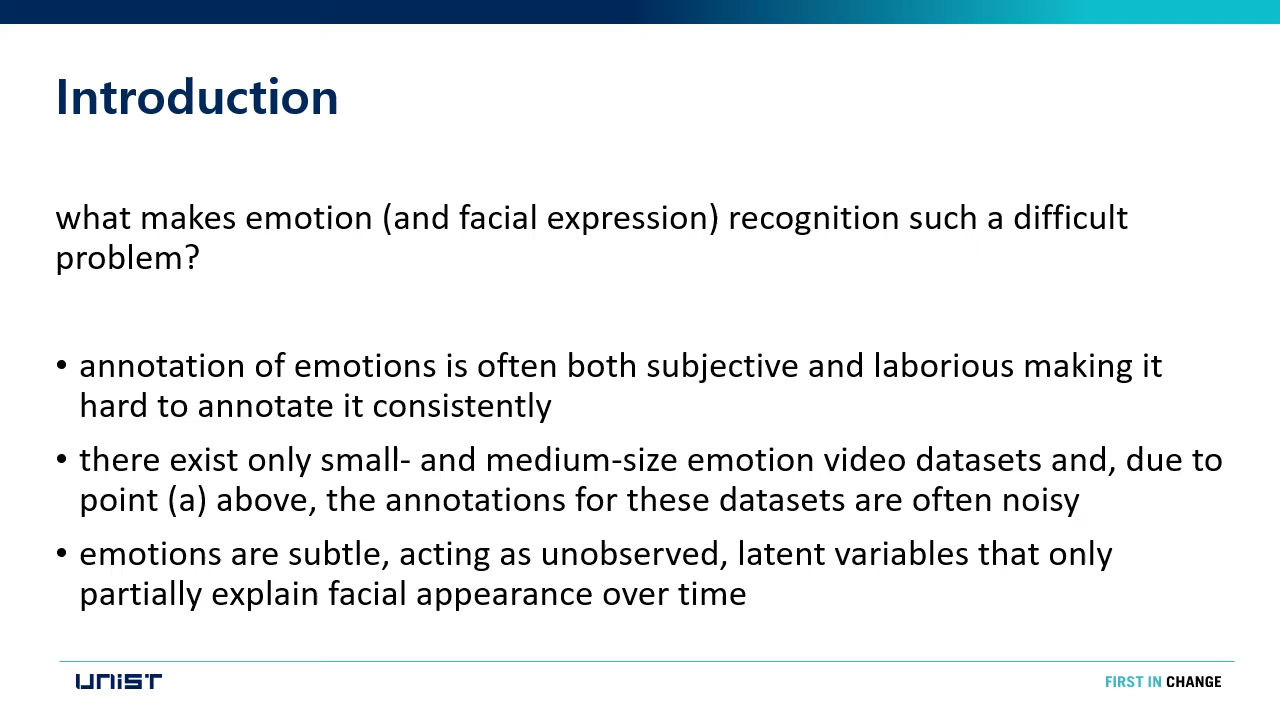 Introduction
what makes emotion (and facial expression) recognition such a difficult
problem?
• annotation of emotions is often both subjective and laborious making it
hard to annotate it consistently
• there exist only small- and medium-size emotion video datasets and, due to
point (a) above, the annotations for these datasets are often noisy
• emotions are subtle, acting as unobserved, latent variables that only
partially explain facial appearance over time
UNIST
FIRST IN CHANGE